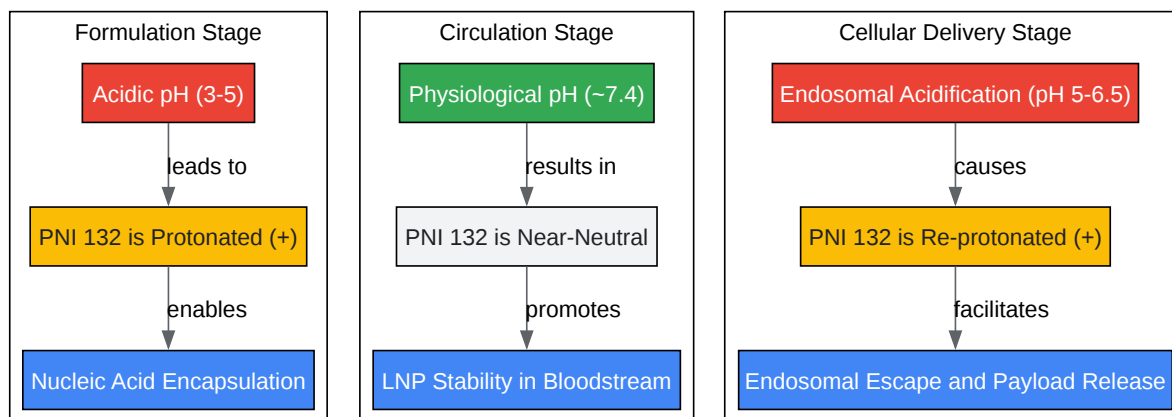 Formulation Stage
Acidic pH (3-5)
leads to
PNI 132 is Protonated (+)
enables
Nucleic Acid Encapsulation
Circulation Stage
Physiological pH (~7.4)
results in
PNI 132 is Near-Neutral
promotes
LNP Stability in Bloodstream
Cellular Delivery Stage
Endosomal Acidification (pH 5-6.5)
causes
PNI 132 is Re-protonated (+)
facilitates
Endosomal Escape and Payload Release